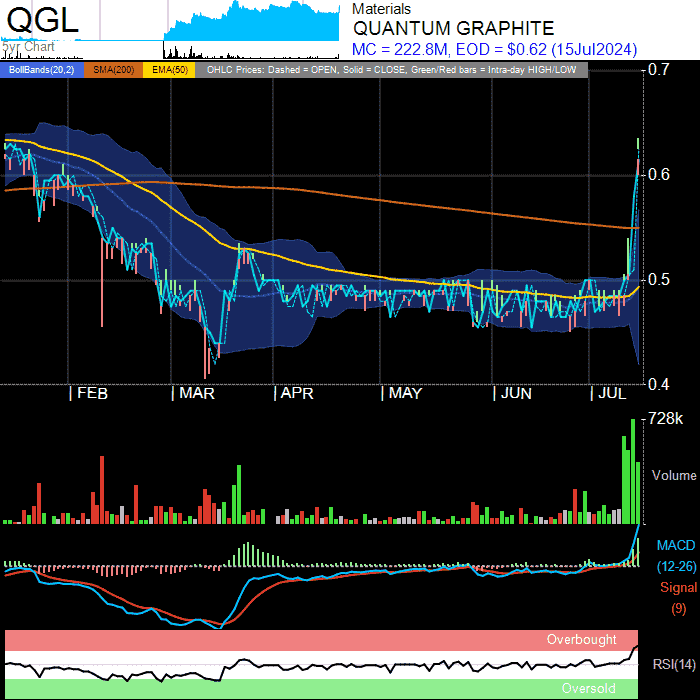 QGL
Materials
QUANTUM GRAPHITE
MC = 222.8M, EOD = $0.62 (15Jul2024)
5yr Chart
BollBands(20,2) SMA(200) EMA(50) OHLC Prices: Dashed = OPEN, Solid = CLOSE, Green/Red bars = Intra-day HIGH/LOW
0.7
0.6
0.5
0.4
FEB MAR APR MAY JUN JUL
728k
Volume
MACD
(12-26)
Signal
(9)
Overbought
RSI(14)
Oversold